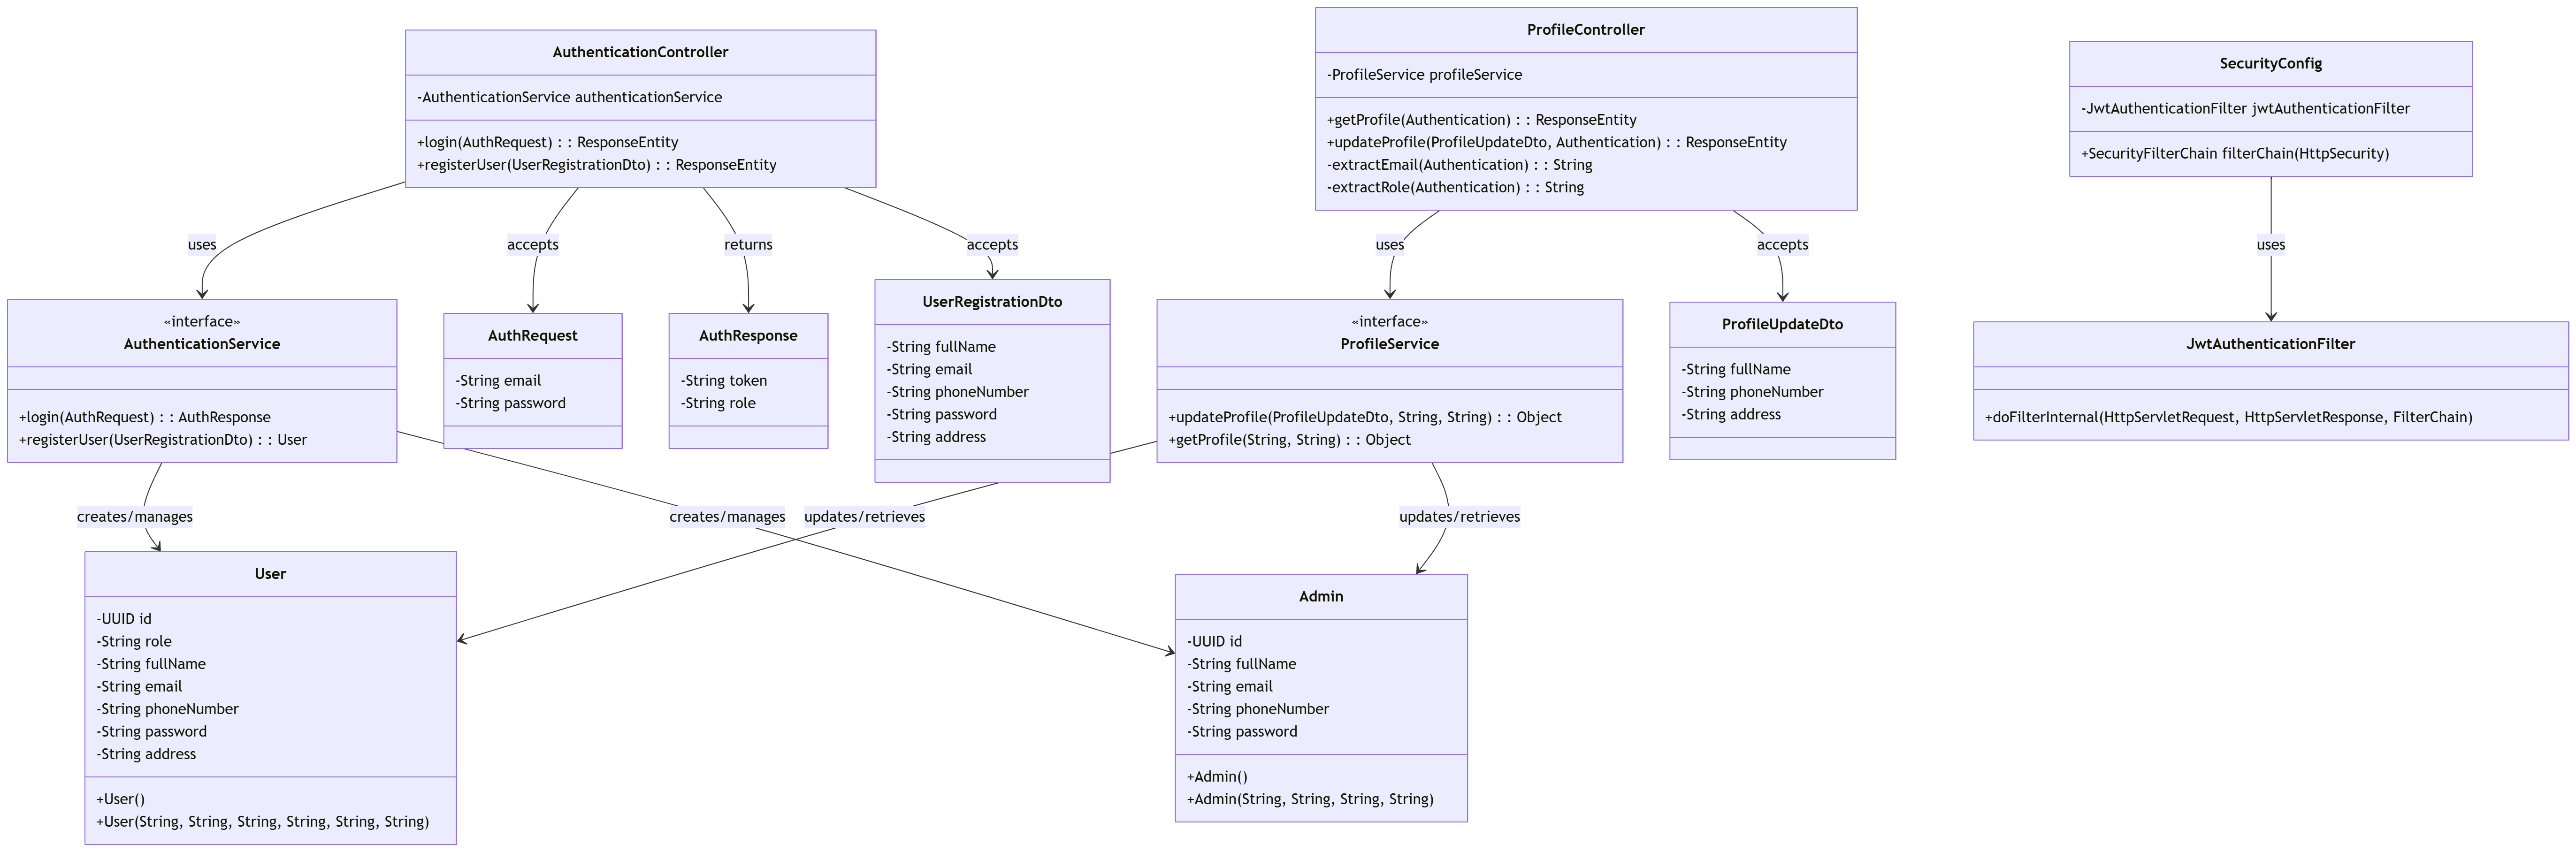 AuthenticationController
-AuthenticationService authenticationService
+login(AuthRequest) : : ResponseEntity
+registerUser(UserRegistrationDto) : : ResponseEntity
ProfileController
-ProfileService profileService
+getProfile(Authentication) : : ResponseEntity
+updateProfile(ProfileUpdateDto, Authentication) : : ResponseEntity
-extractEmail(Authentication) : : String
-extractRole(Authentication) : : String
SecurityConfig
-JwtAuthenticationFilter jwtAuthenticationFilter
+SecurityFilterChain filterChain(HttpSecurity)
uses
accepts
returns
accepts
uses
accepts
uses
«interface»
AuthenticationService
+login(AuthRequest) : : AuthResponse
+registerUser(UserRegistrationDto) : : User
AuthRequest
-String email
-String password
AuthResponse
-String token
-String role
UserRegistrationDto
-String fullName
-String email
-String phoneNumber
-String password
-String address
«interface»
ProfileService
+updateProfile(ProfileUpdateDto, String, String) : : Object
+getProfile(String, String) : : Object
ProfileUpdateDto
-String fullName
-String phoneNumber
-String address
JwtAuthenticationFilter
+doFilterInternal(HttpServletRequest, HttpServletResponse, FilterChain)
creates/manages
creates/manages
updates/retrieves
updates/retrieves
User
-UUID id
-String role
-String fullName
-String email
-String phoneNumber
-String password
-String address
+User()
+User(String, String, String, String, String, String)
Admin
-UUID id
-String fullName
-String email
-String phoneNumber
-String password
+Admin()
+Admin(String, String, String, String)